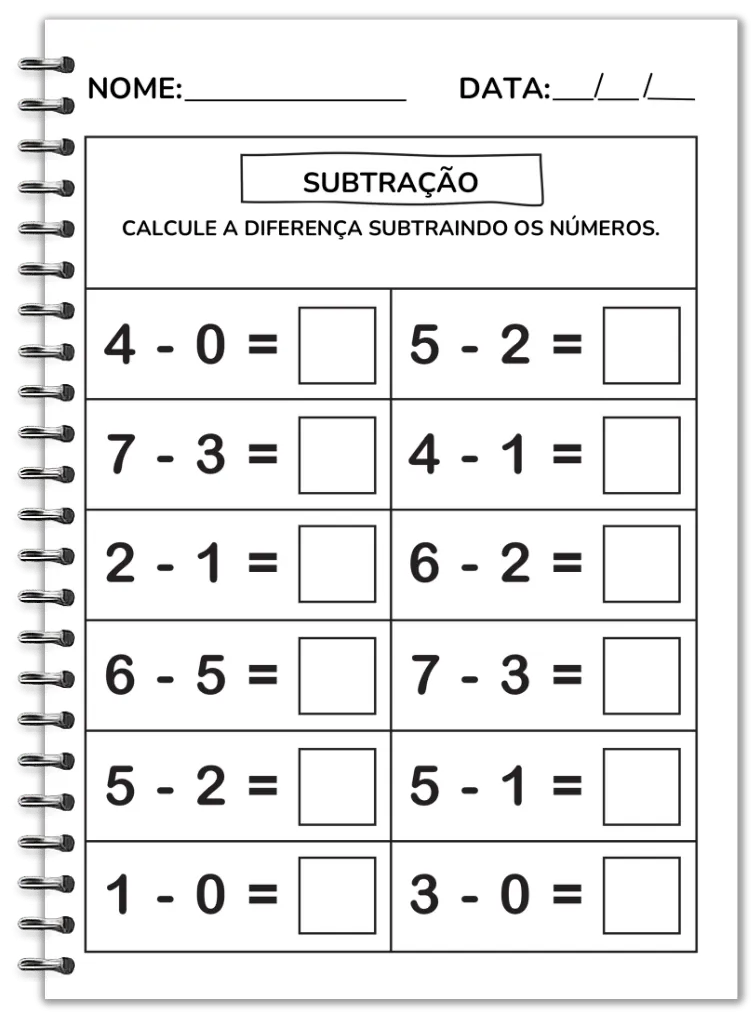 NOME:________________ DATA:___/___/___
SUBTRAÇÃO
CALCULE A DIFERENÇA SUBTRAINDO OS NÚMEROS.
4 - 0 = 5 - 2 =
7 - 3 = 4 - 1 =
2 - 1 = 6 - 2 =
6 - 5 = 7 - 3 =
5 - 2 = 5 - 1 =
1 - 0 = 3 - 0 =